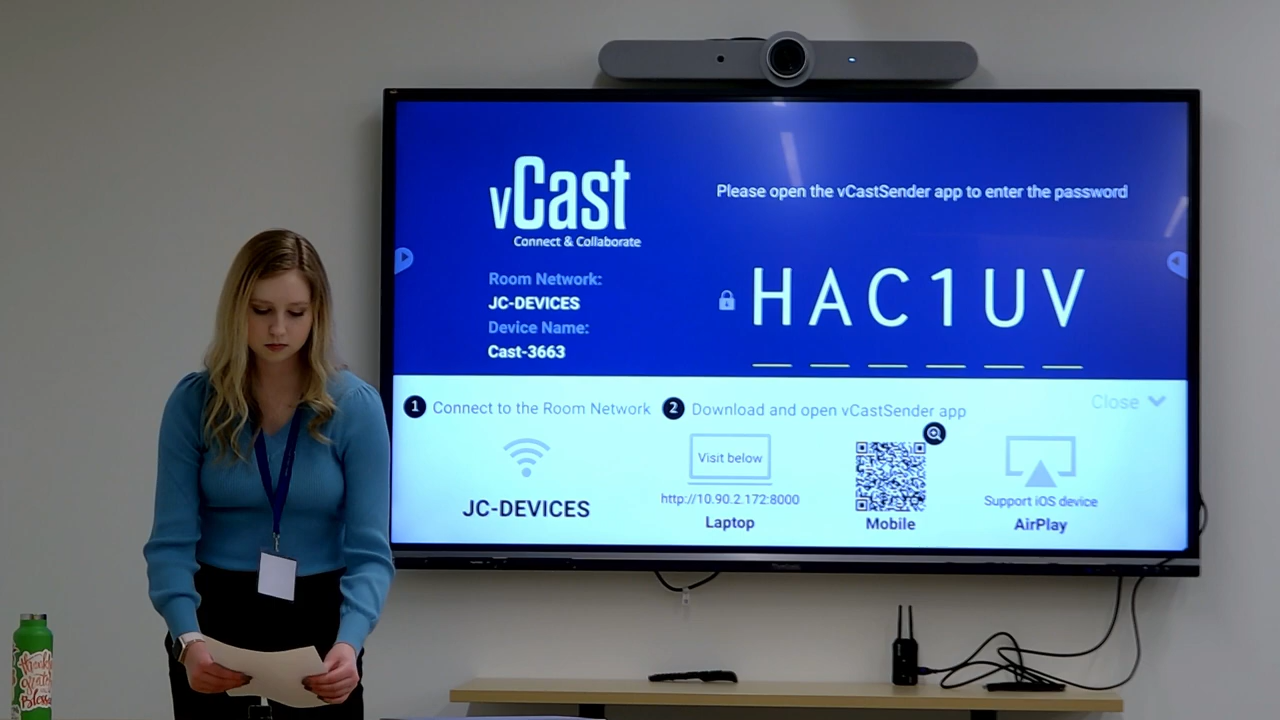 vCast
Connect & Collaborate
Please open the vCastSender app to enter the password
Room Network:
JC-DEVICES
Device Name:
Cast-3663
HAC1UV
1 Connect to the Room Network
2 Download and open vCastSender app
Close
JC-DEVICES
Visit below
http://10.90.2.172:8000
Laptop
Mobile
Support iOS device
AirPlay